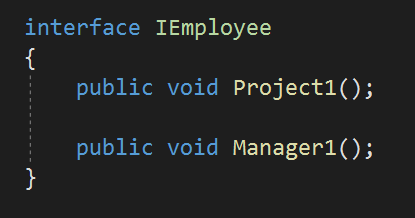 interface IEmployee
{
    public void Project1();
    public void Manager1();
}